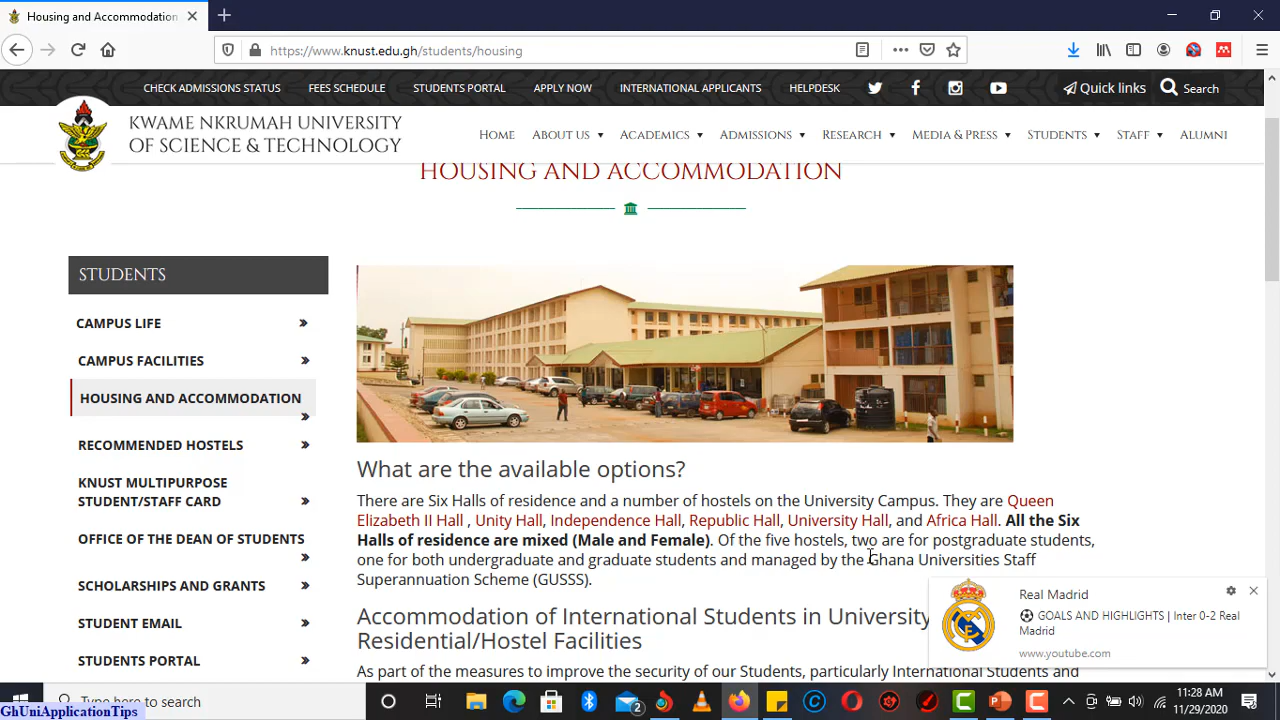 Housing and Accommodation
https://www.knust.edu.gh/students/housing
CHECK ADMISSIONS STATUS FEES SCHEDULE STUDENTS PORTAL APPLY NOW INTERNATIONAL APPLICANTS HELPDESK Quick links Search
KWAME NKRUMAH UNIVERSITY
OF SCIENCE & TECHNOLOGY
HOME ABOUT US ACADEMICS ADMISSIONS RESEARCH MEDIA & PRESS STUDENTS STAFF ALUMNI
HOUSING AND ACCOMMODATION
STUDENTS
CAMPUS LIFE
CAMPUS FACILITIES
HOUSING AND ACCOMMODATION
RECOMMENDED HOSTELS
KNUST MULTIPURPOSE
STUDENT/STAFF CARD
OFFICE OF THE DEAN OF STUDENTS
SCHOLARSHIPS AND GRANTS
STUDENT EMAIL
STUDENTS PORTAL
What are the available options?
There are Six Halls of residence and a number of hostels on the University Campus. They are Queen
Elizabeth II Hall , Unity Hall, Independence Hall, Republic Hall, University Hall, and Africa Hall. All the Six
Halls of residence are mixed (Male and Female). Of the five hostels, two are for postgraduate students,
one for both undergraduate and graduate students and managed by the Ghana Universities Staff
Superannuation Scheme (GUSSS).
Accommodation of International Students in University
Residential/Hostel Facilities
As part of the measures to improve the security of our Students, particularly International Students and
Real Madrid
GOALS AND HIGHLIGHTS | Inter 0-2 Real
Madrid
www.youtube.com
Type here to search
2
11:28 AM
11/29/2020
GhUniApplicationTips